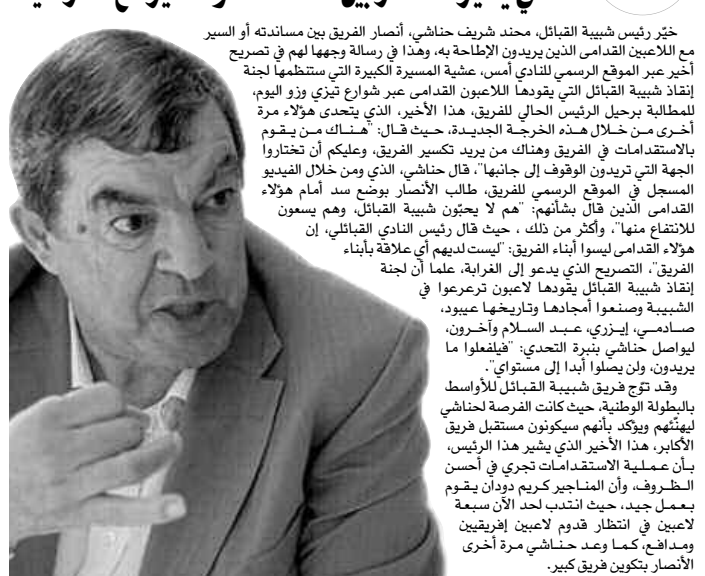 خيّر رئيس شبيبة القبائل، محند شريف حناشي، أنصار الفريق بين مساندته أو السير
مع اللاعبين القدامى الذين يريدون الإطاحة به، وهذا في رسالة وجهها لهم في تصريح
أخير عبر الموقع الرسمي للنادي أمس، عشية المسيرة الكبيرة التي ستنظمها لجنة
إنقاذ شبيبة القبائل التي يقودها اللاعبون القدامى عبر شوارع تيزي وزو اليوم،
للمطالبة برحيل الرئيس الحالي للفريق، هذا الأخير، الذي يتحدى هؤلاء مرة
أخرى من خلال هذه الخرجة الجديدة، حيث قال: "هناك من يقوم
بالاستقدامات في الفريق وهناك من يريد تكسير الفريق، وعليكم أن تختاروا
الجهة التي تريدون الوقوف إلى جانبها"، قال حناشي، الذي ومن خلال الفيديو
المسجل في الموقع الرسمي للفريق، طالب الأنصار بوضع سد أمام هؤلاء
القدامى الذين قال بشأنهم: "هم لا يحبّون شبيبة القبائل، وهم يسعون
للانتفاع منها"، وأكثر من ذلك ، حيث قال رئيس النادي القبائلي، إن
هؤلاء القدامى ليسوا أبناء الفريق: "ليست لديهم أي علاقة بأبناء
الفريق"، التصريح الذي يدعو إلى الغرابة، علما أن لجنة
إنقاذ شبيبة القبائل يقودها لاعبون ترعرعوا في
الشبيبة وصنعوا أمجادها وتاريخها عيبود،
صادمي، إيزري، عبد السلام وآخرون،
ليواصل حناشي بنبرة التحدي: "فيلفعلوا ما
يريدون، ولن يصلوا أبدا إلى مستواي".
وقد توّج فريق شبيبة القبائل للأواسط
بالبطولة الوطنية، حيث كانت الفرصة لحناشي
ليهنّئهم ويؤكد بأنهم سيكونون مستقبل فريق
الأكابر، هذا الأخير الذي يشير هذا الرئيس،
بأن عملية الاستقدامات تجري في أحسن
الظروف، وأن المناجير كريم دودان يقوم
بعمل جيد، حيث انتدب لحد الآن سبعة
لاعبين في انتظار قدوم لاعبين إفريقيين
ومدافع، كما وعد حناشي مرة أخرى
الأنصار بتكوين فريق كبير.